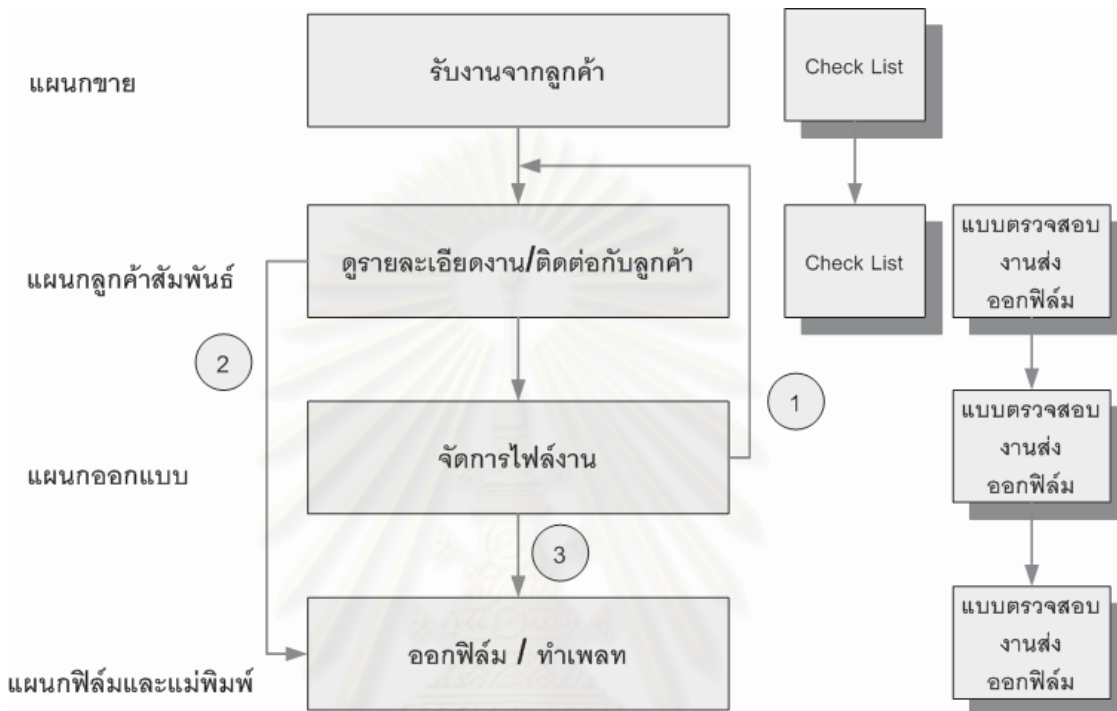 แผนกขาย
รับงานจากลูกค้า
Check List
แผนกลูกค้าสัมพันธ์
ดูรายละเอียดงาน/ติดต่อกับลูกค้า
Check List
แบบตรวจสอบ
งานส่ง
ออกฟิล์ม
2
1
แผนกออกแบบ
จัดการไฟล์งาน
แบบตรวจสอบ
งานส่ง
ออกฟิล์ม
3
แผนกฟิล์มและแม่พิมพ์
ออกฟิล์ม / ทำเพลท
แบบตรวจสอบ
งานส่ง
ออกฟิล์ม